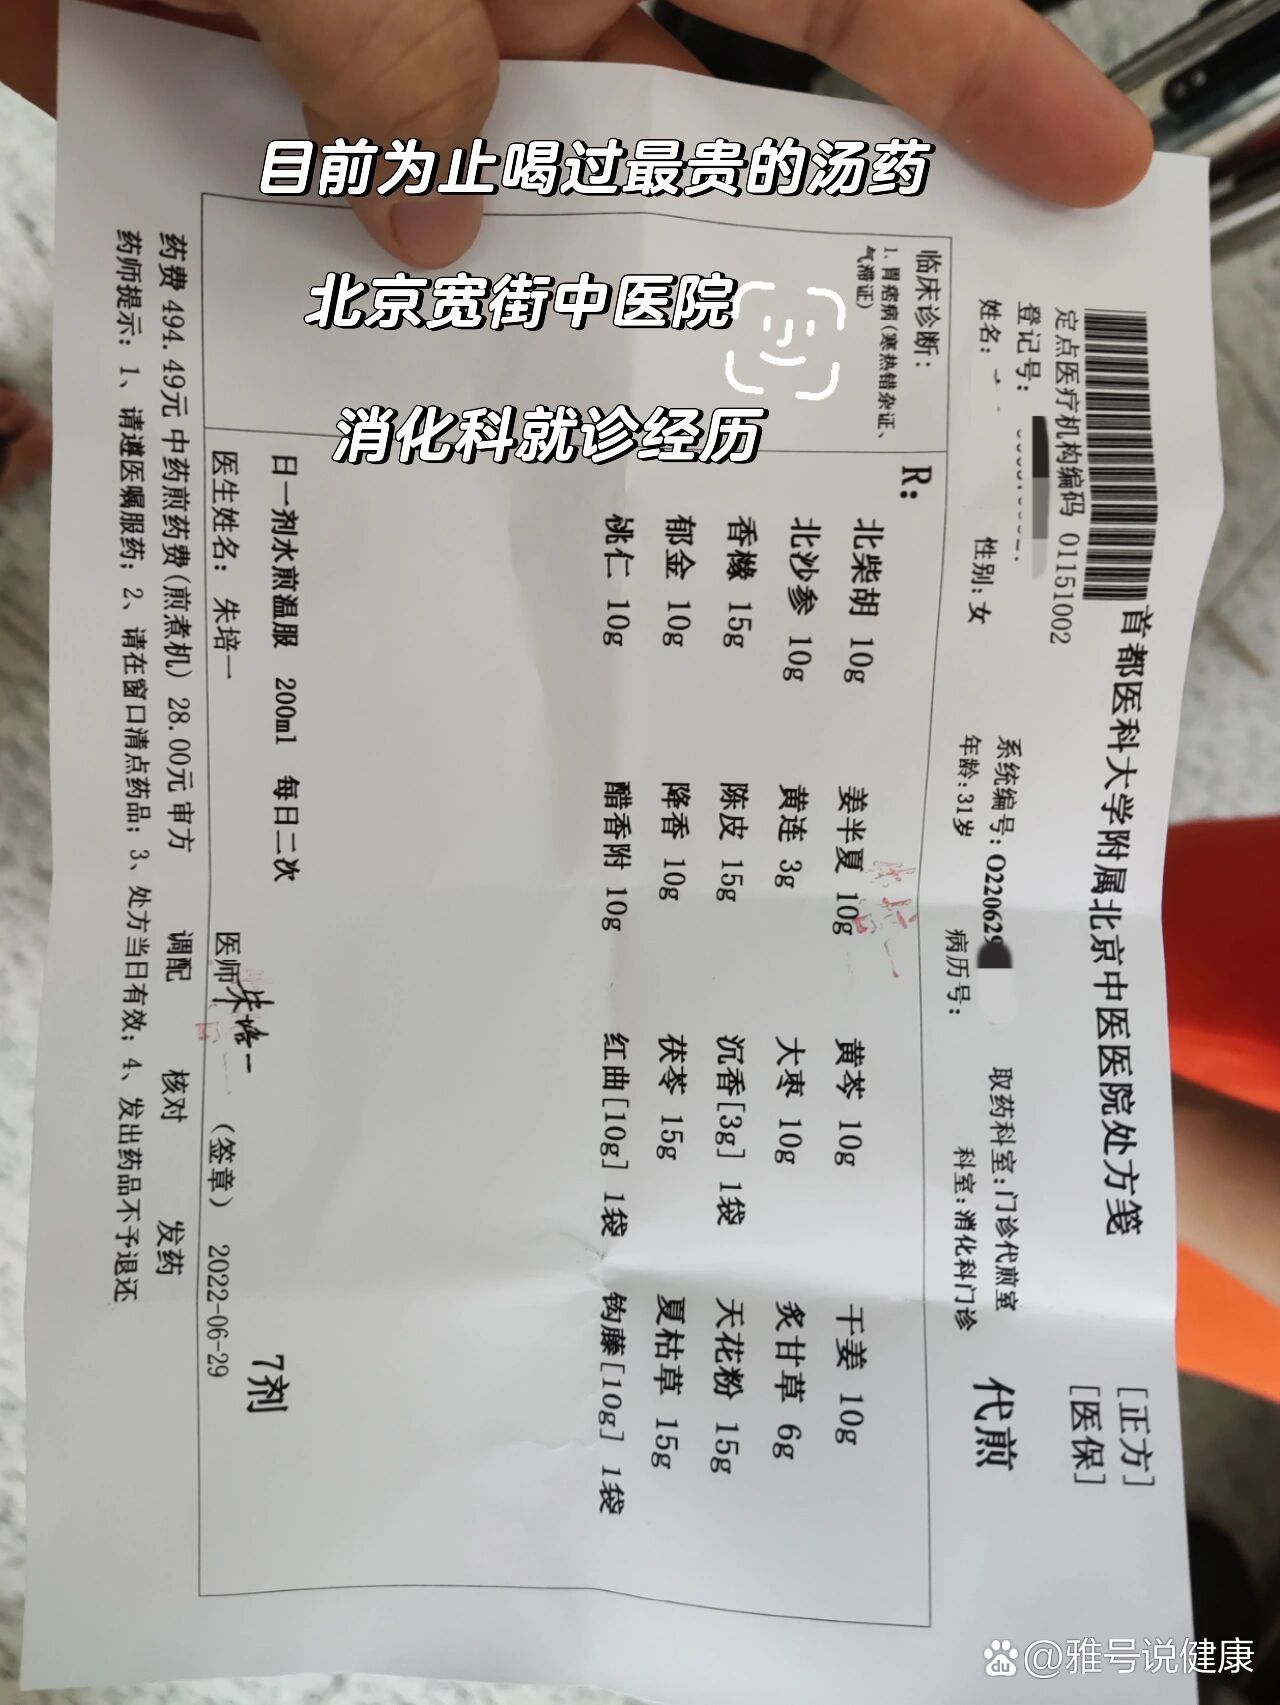 目前为止喝过最贵的汤药
北京宽街中医院
消化科就诊经历
首都医科大学附属北京中医医院处方笺
[正方]
[医保]
定点医疗机构编码 01151002
登记号:
系统编号:O220629
取药科室:门诊代煎室
代煎
姓名:
性别:女
年龄:31岁
病历号:
科室:消化科门诊
临床诊断:
1. 胃痞病(寒热错杂证、
气滞证)
R:
北柴胡 10g 姜半夏 10g 黄芩 10g 干姜 10g
北沙参 10g 黄连 3g 大枣 10g 炙甘草 6g
香橼 15g 陈皮 15g 沉香[3g] 1袋 天花粉 15g
郁金 10g 降香 10g 茯苓 15g 夏枯草 15g
桃仁 10g 醋香附 10g 红曲[10g] 1袋 钩藤[10g] 1袋
日一剂水煎温服 200ml 每日二次
7剂
医生姓名: 朱培一 医师 朱培一 (签章) 2022-06-29
药费 494.49元 中药煎药费(煎煮机) 28.00元 审方 调配 核对 发药
药师提示: 1、请遵医嘱服药; 2、请在窗口清点药品; 3、处方当日有效; 4、发出药品不予退还
@雅号说健康